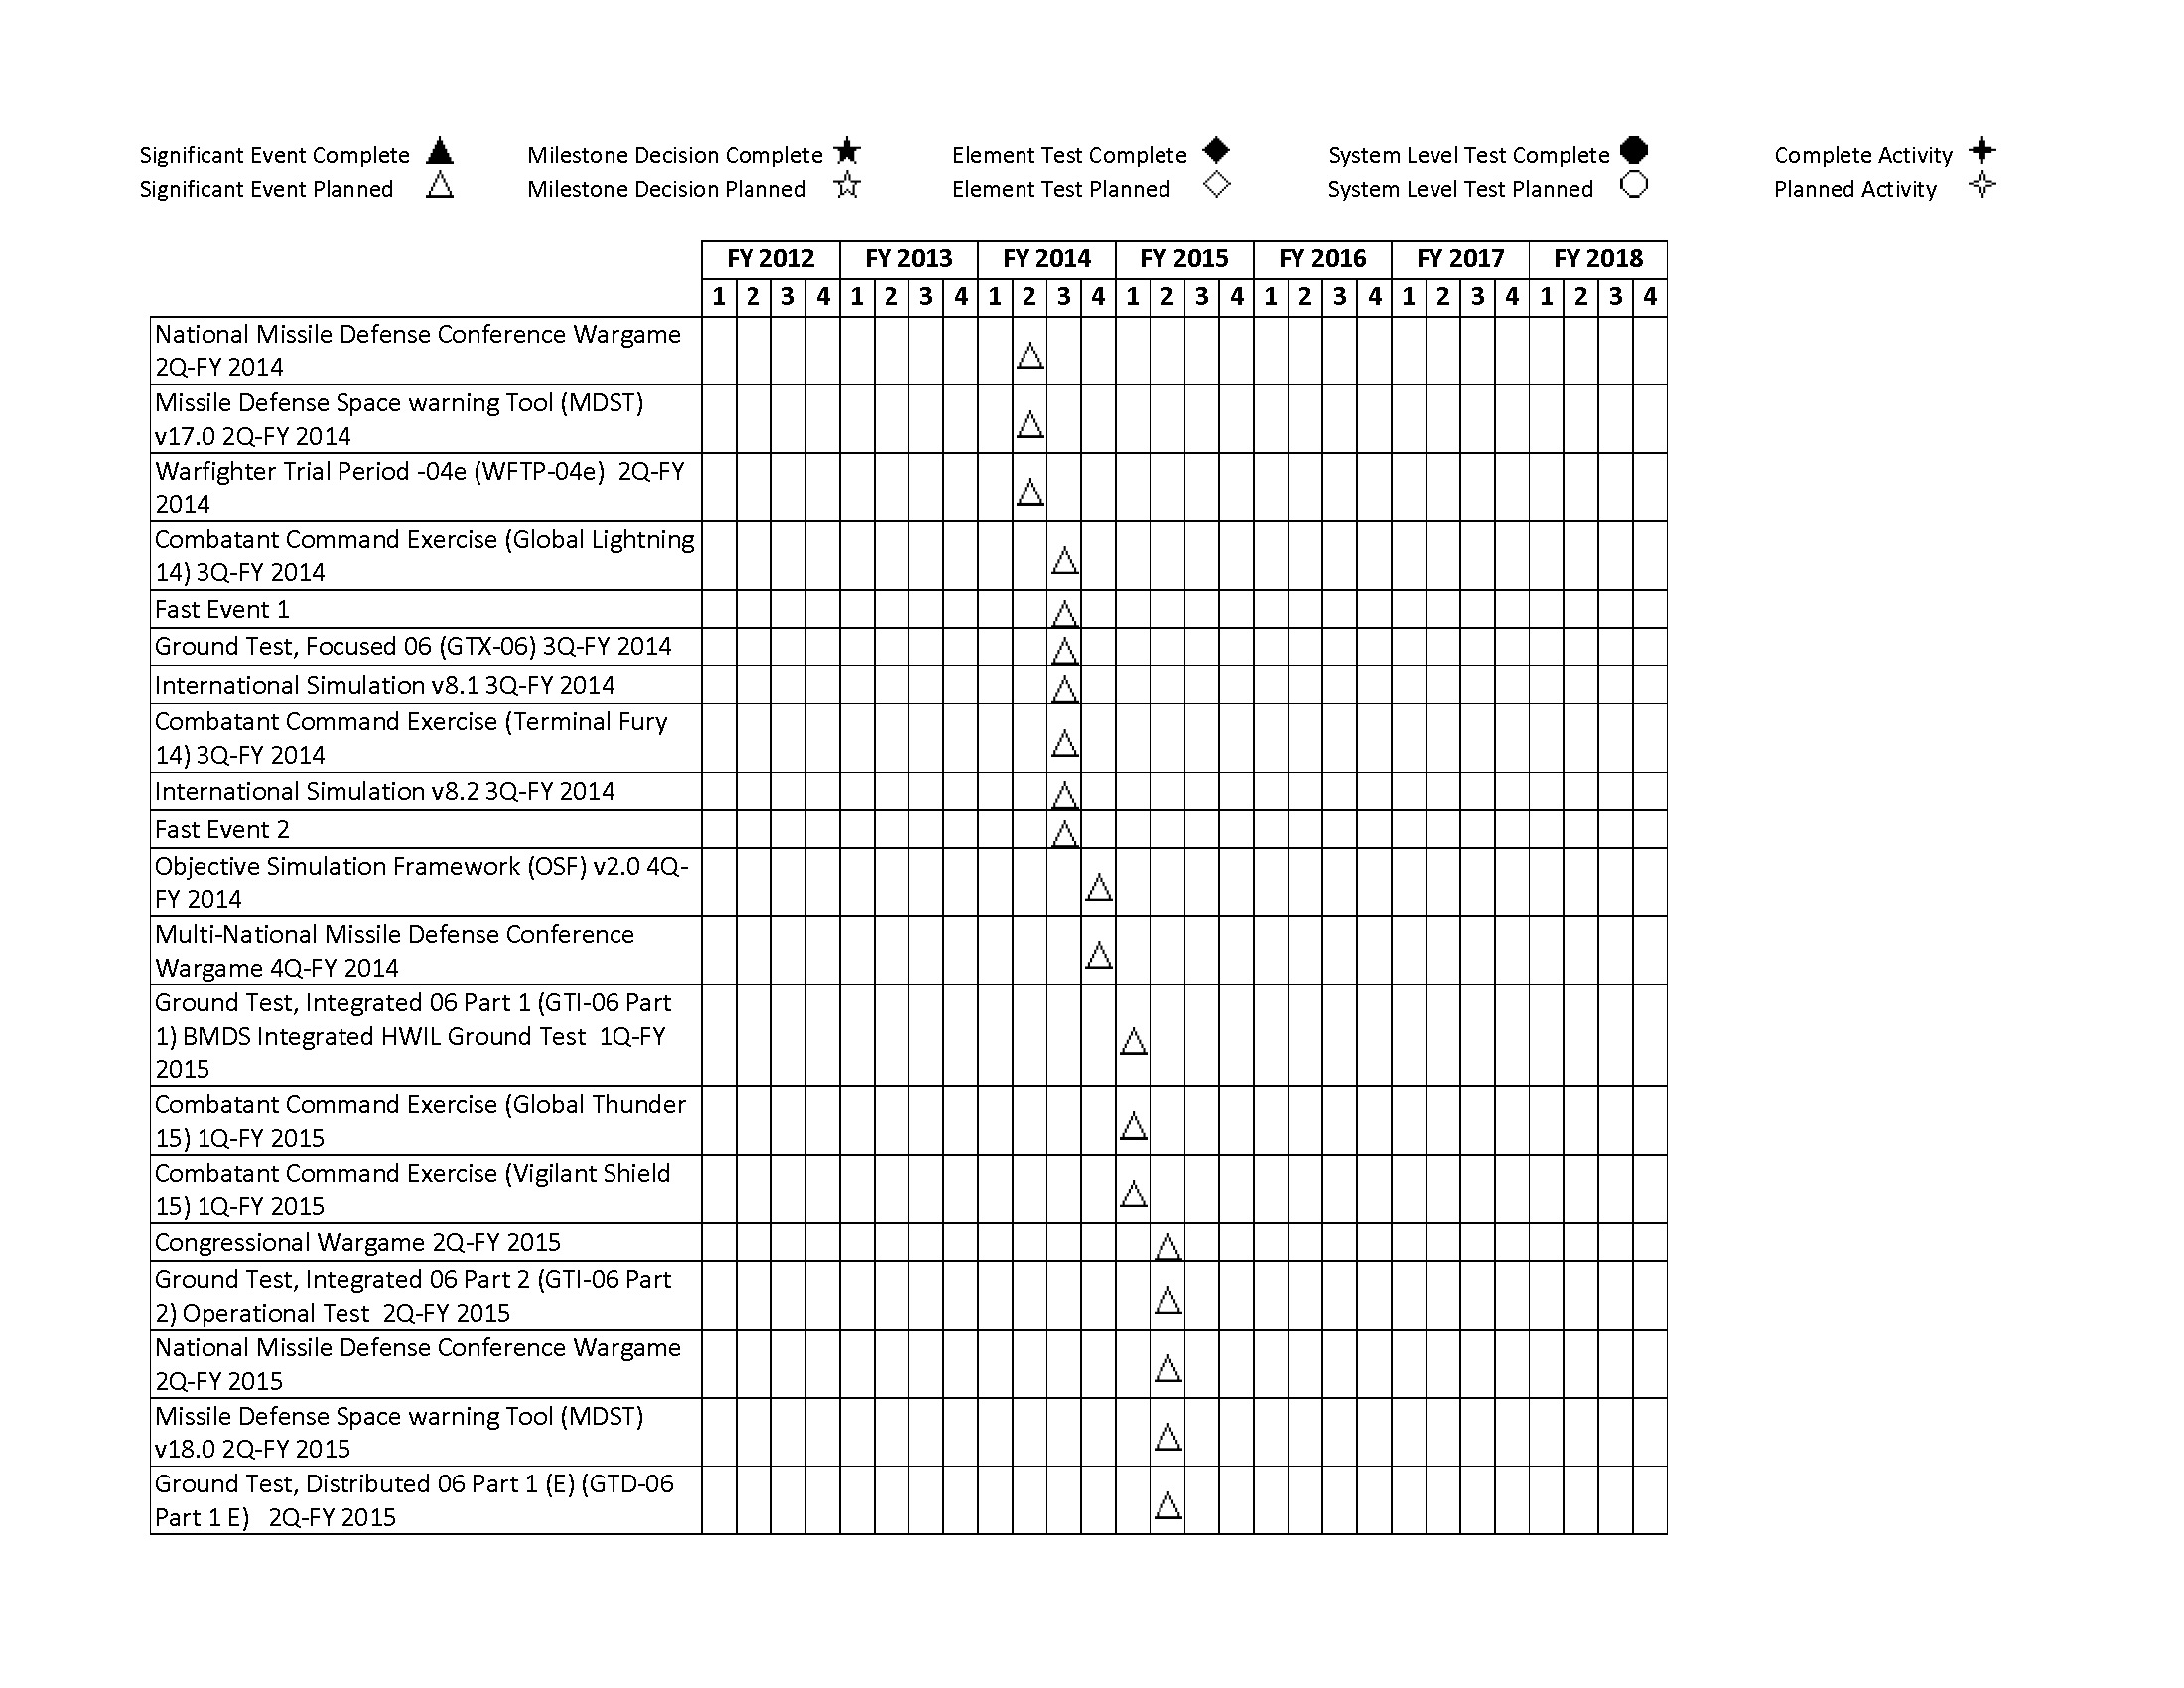 Significant Event Complete Milestone Decision Complete Element Test Complete System Level Test Complete Complete Activity
Significant Event Planned Milestone Decision Planned Element Test Planned System Level Test Planned Planned Activity
FY 2012 FY 2013 FY 2014 FY 2015 FY 2016 FY 2017 FY 2018
1 2 3 4 1 2 3 4 1 2 3 4 1 2 3 4 1 2 3 4 1 2 3 4 1 2 3 4
National Missile Defense Conference Wargame
2Q-FY 2014
Missile Defense Space warning Tool (MDST)
v17.0 2Q-FY 2014
Warfighter Trial Period -04e (WFTP-04e)  2Q-FY
2014
Combatant Command Exercise (Global Lightning
14) 3Q-FY 2014
Fast Event 1
Ground Test, Focused 06 (GTX-06) 3Q-FY 2014
International Simulation v8.1 3Q-FY 2014
Combatant Command Exercise (Terminal Fury
14) 3Q-FY 2014
International Simulation v8.2 3Q-FY 2014
Fast Event 2
Objective Simulation Framework (OSF) v2.0 4Q-
FY 2014
Multi-National Missile Defense Conference
Wargame 4Q-FY 2014
Ground Test, Integrated 06 Part 1 (GTI-06 Part
1) BMDS Integrated HWIL Ground Test  1Q-FY
2015
Combatant Command Exercise (Global Thunder
15) 1Q-FY 2015
Combatant Command Exercise (Vigilant Shield
15) 1Q-FY 2015
Congressional Wargame 2Q-FY 2015
Ground Test, Integrated 06 Part 2 (GTI-06 Part
2) Operational Test  2Q-FY 2015
National Missile Defense Conference Wargame
2Q-FY 2015
Missile Defense Space warning Tool (MDST)
v18.0 2Q-FY 2015
Ground Test, Distributed 06 Part 1 (E) (GTD-06
Part 1 E)   2Q-FY 2015